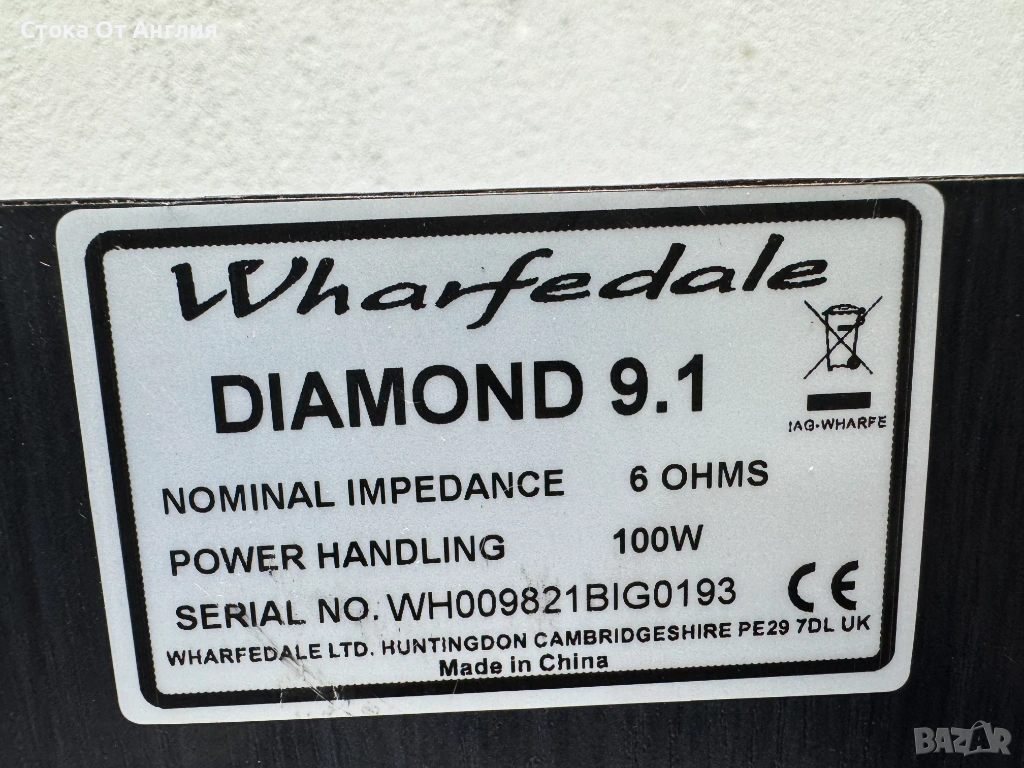 Стока От Англия
Wharfedale
DIAMOND 9.1
IAG-WHARFE
NOMINAL IMPEDANCE 6 OHMS
POWER HANDLING 100W
SERIAL NO. WH009821BIG0193
CE
WHARFEDALE LTD. HUNTINGDON CAMBRIDGESHIRE PE29 7DL UK
Made in China
BAZAR